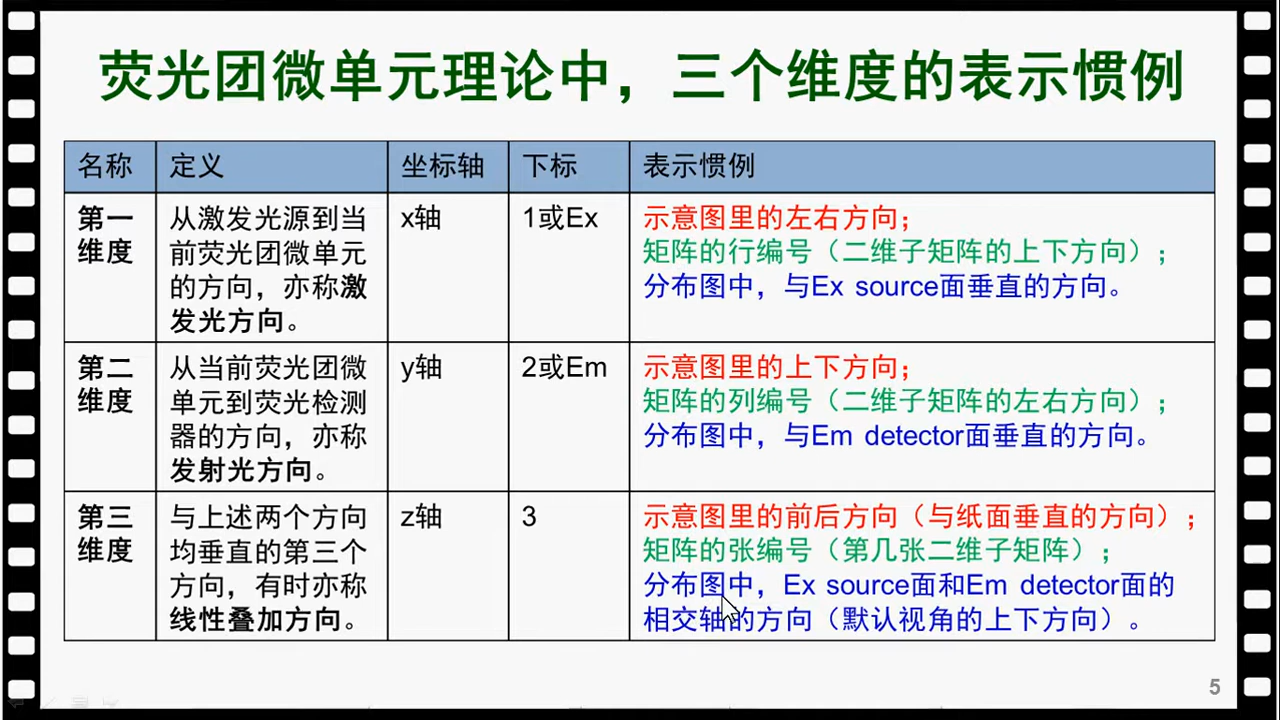 荧光团微单元理论中，三个维度的表示惯例
名称 定义 坐标轴 下标 表示惯例
第一
维度
从激发光源到当
前荧光团微单元
的方向，亦称激
发光方向。
x轴
1或Ex
示意图里的左右方向；
矩阵的行编号（二维子矩阵的上下方向）；
分布图中，与Ex source面垂直的方向。
第二
维度
从当前荧光团微
单元到荧光检测
器的方向，亦称
发射光方向。
y轴
2或Em
示意图里的上下方向；
矩阵的列编号（二维子矩阵的左右方向）；
分布图中，与Em detector面垂直的方向。
第三
维度
与上述两个方向
均垂直的第三个
方向，有时亦称
线性叠加方向。
z轴
3
示意图里的前后方向（与纸面垂直的方向）；
矩阵的张编号（第几张二维子矩阵）；
分布图中，Ex source面和Em detector面的
相交轴的方向（默认视角的上下方向）。
5